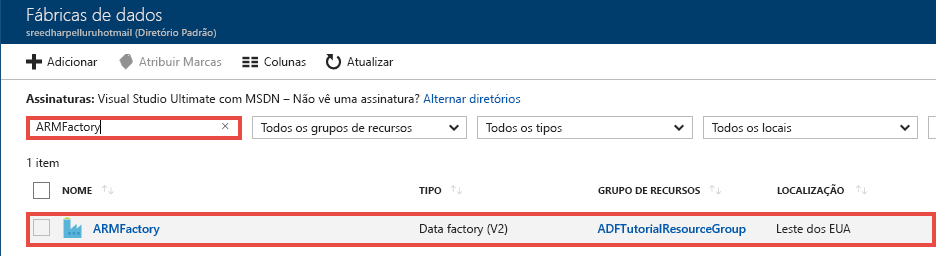 Fábricas de dados
sreedharpelluruhotmail (Diretório Padrão)
Adicionar Atribuir Marcas Colunas Atualizar
Assinaturas: Visual Studio Ultimate com MSDN – Não vê uma assinatura? Alternar diretórios
ARMFactory × Todos os grupos de recursos Todos os tipos Todos os locais
1 item
NOME TIPO GRUPO DE RECURSOS LOCALIZAÇÃO
ARMFactory Data factory (V2) ADFTutorialResourceGroup Leste dos EUA